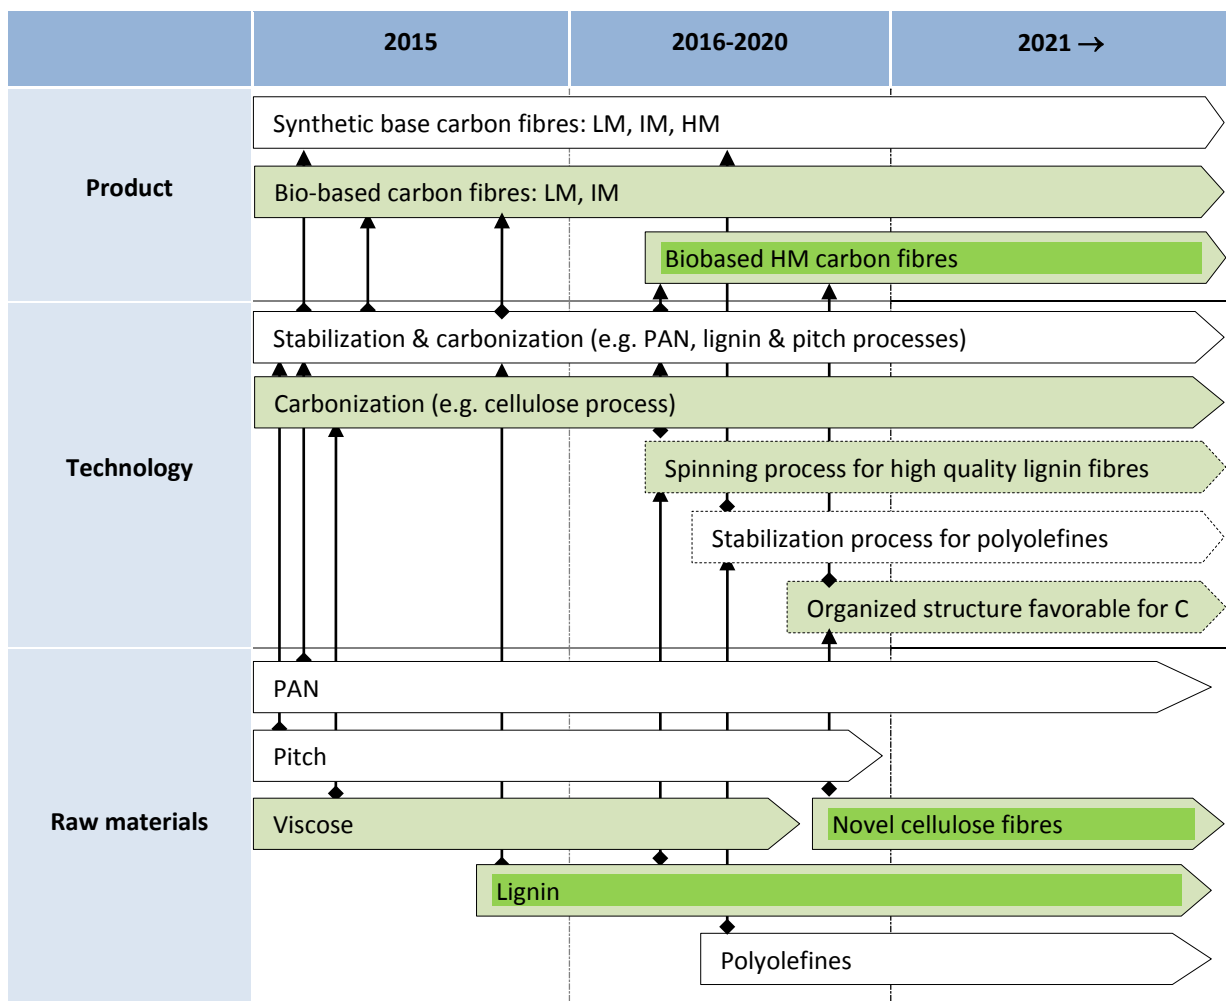 2015
2016-2020
2021 →
Product
Synthetic base carbon fibres: LM, IM, HM
Bio-based carbon fibres: LM, IM
Biobased HM carbon fibres
Technology
Stabilization & carbonization (e.g. PAN, lignin & pitch processes)
Carbonization (e.g. cellulose process)
Spinning process for high quality lignin fibres
Stabilization process for polyolefines
Organized structure favorable for C
Raw materials
PAN
Pitch
Viscose
Novel cellulose fibres
Lignin
Polyolefines